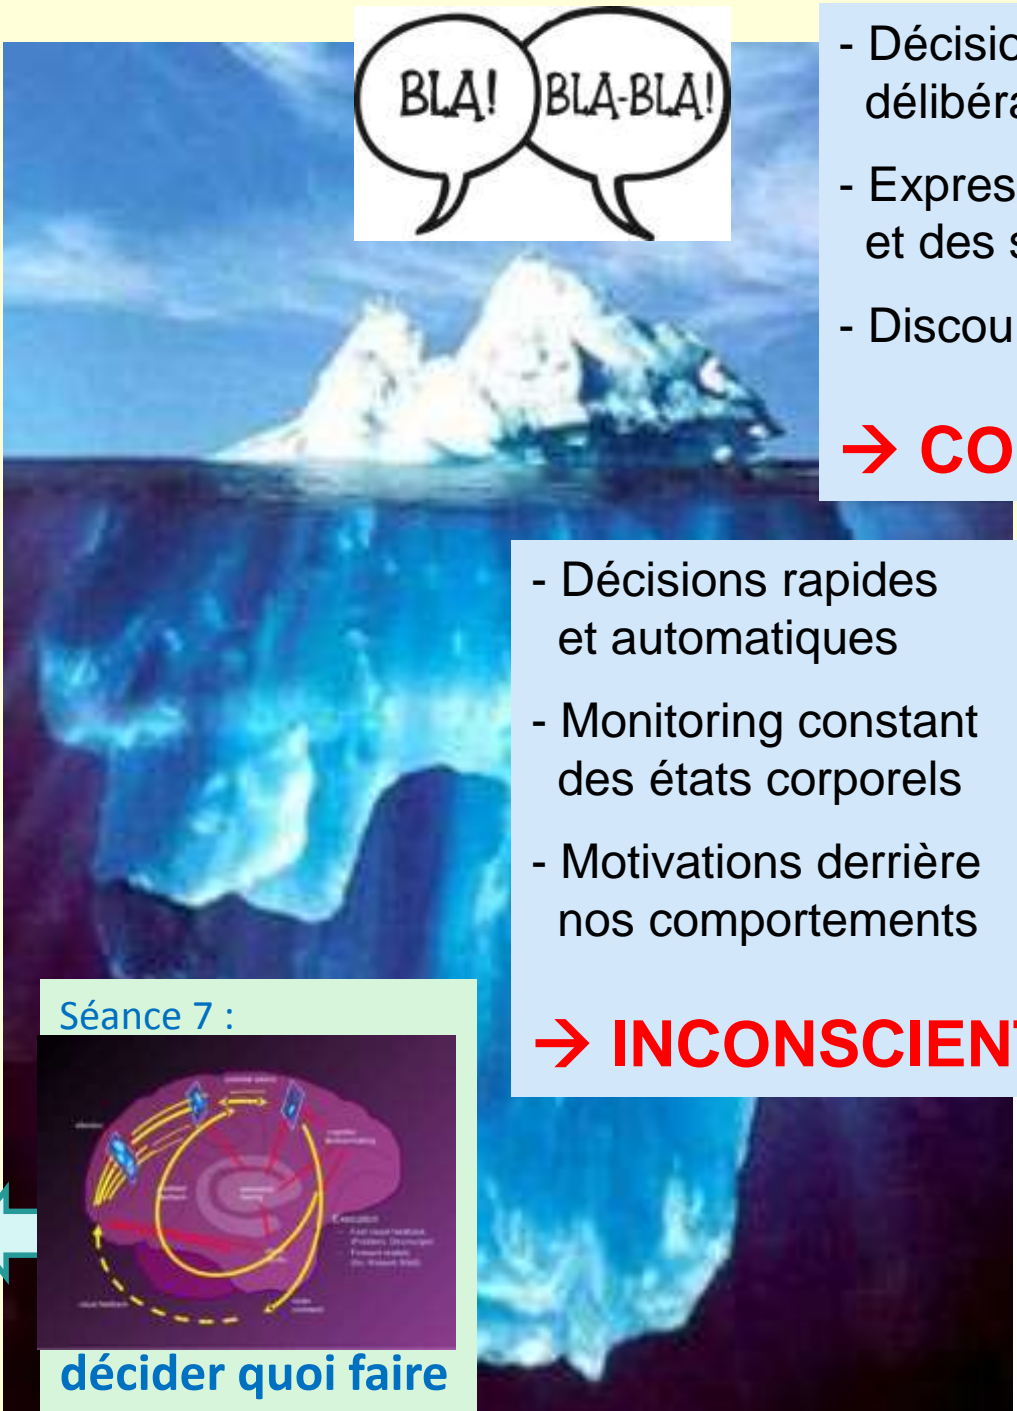 BLA! BLA-BLA!
- Décisio
délibéra
- Expres
et des s
- Discou
→ CO
- Décisions rapides
et automatiques
- Monitoring constant
des états corporels
- Motivations derrière
nos comportements
→ INCONSCIENT
Séance 7 :
décider quoi faire